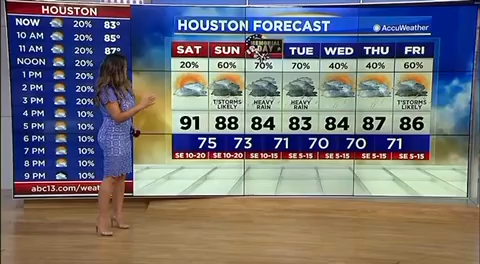 HOUSTON
NOW 20% 83°
10 AM 20% 85°
11 AM 20% 87°
NOON 20%
1 PM 20%
2 PM 20%
3 PM 20%
4 PM 10%
5 PM 10%
6 PM 10%
7 PM 10%
8 PM 10%
9 PM 10%
abc13.com/weather
HOUSTON FORECAST
AccuWeather
SAT SUN MEMORIAL DAY TUE WED THU FRI
20% 60% 70% 70% 40% 40% 60%
T'STORMS LIKELY HEAVY RAIN HEAVY RAIN T'STORMS LIKELY
91 88 84 83 84 87 86
75 73 71 70 70 71
SE 10-20 SE 10-20 SE 10-15 SE 5-15 SE 5-15 SE 5-15